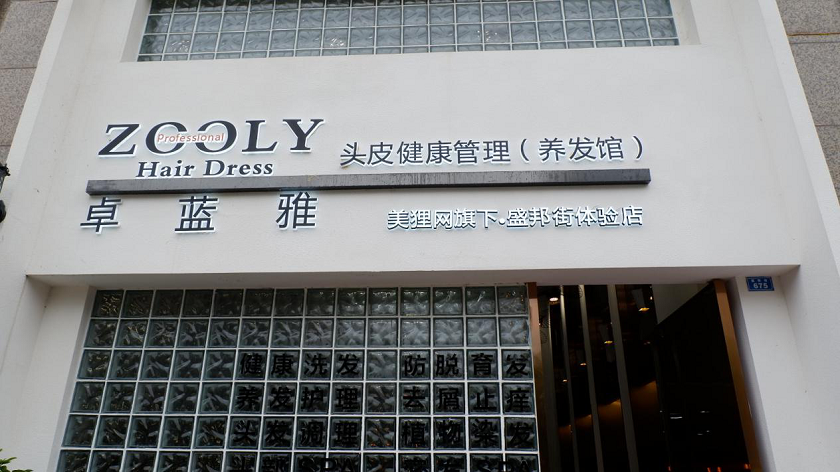 ZOOLY
Professional
Hair Dress
头皮健康管理（养发馆）
卓蓝雅
美狸网旗下·盛邦街体验店
675
健康洗发 防脱育发
养发护理 去屑止痒
头发调理 植物染发